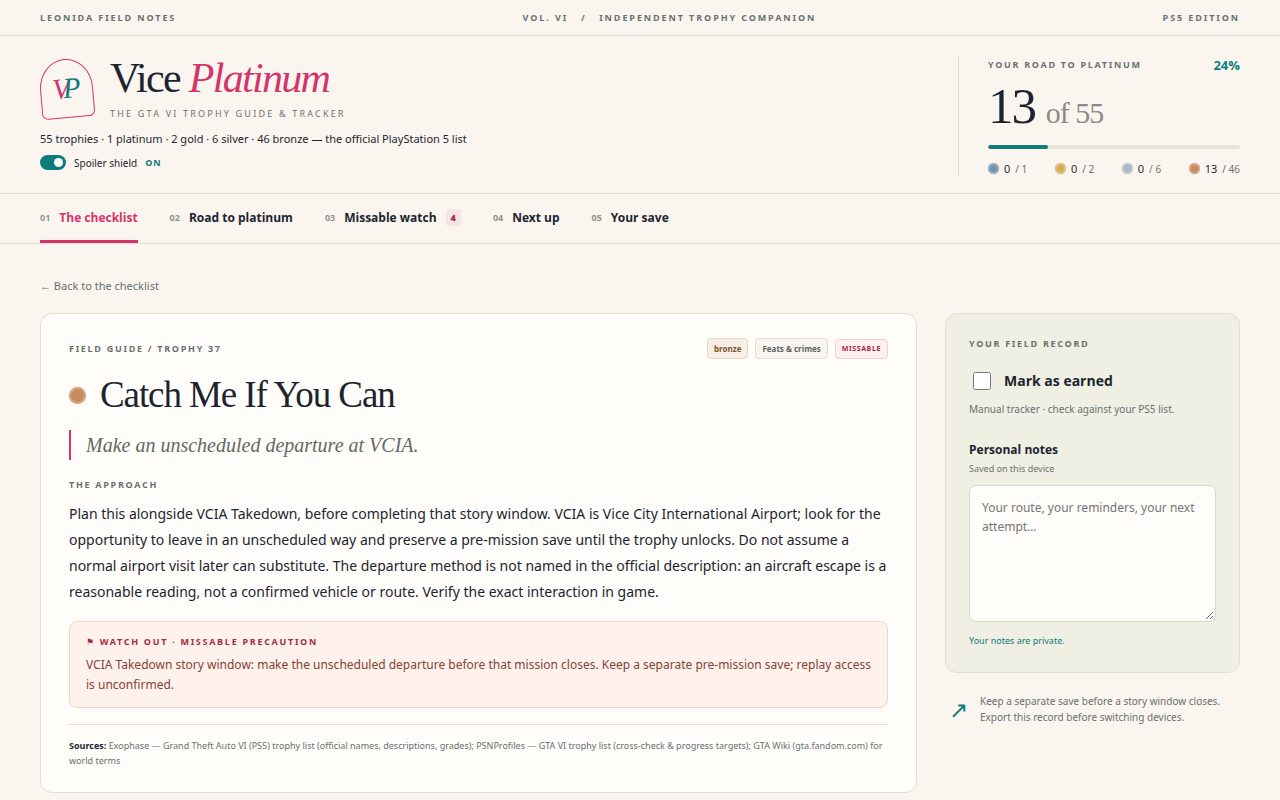 LEONIDA FIELD NOTES
VOL. VI / INDEPENDENT TROPHY COMPANION
PS5 EDITION
VP
Vice Platinum
THE GTA VI TROPHY GUIDE & TRACKER
55 trophies · 1 platinum · 2 gold · 6 silver · 46 bronze — the official PlayStation 5 list
Spoiler shield ON
YOUR ROAD TO PLATINUM
24%
13 of 55
0 / 1
0 / 2
0 / 6
13 / 46
01 The checklist
02 Road to platinum
03 Missable watch 4
04 Next up
05 Your save
← Back to the checklist
FIELD GUIDE / TROPHY 37
bronze
Feats & crimes
MISSABLE
Catch Me If You Can
Make an unscheduled departure at VCIA.
THE APPROACH
Plan this alongside VCIA Takedown, before completing that story window. VCIA is Vice City International Airport; look for the
opportunity to leave in an unscheduled way and preserve a pre-mission save until the trophy unlocks. Do not assume a
normal airport visit later can substitute. The departure method is not named in the official description: an aircraft escape is a
reasonable reading, not a confirmed vehicle or route. Verify the exact interaction in game.
⚑ WATCH OUT · MISSABLE PRECAUTION
VCIA Takedown story window: make the unscheduled departure before that mission closes. Keep a separate pre-mission save; replay access
is unconfirmed.
Sources: Exophase — Grand Theft Auto VI (PS5) trophy list (official names, descriptions, grades); PSNProfiles — GTA VI trophy list (cross-check & progress targets); GTA Wiki (gta.fandom.com) for
world terms
YOUR FIELD RECORD
Mark as earned
Manual tracker · check against your PS5 list.
Personal notes
Saved on this device
Your route, your reminders, your next
attempt…
Your notes are private.
↗ Keep a separate save before a story window closes.
Export this record before switching devices.